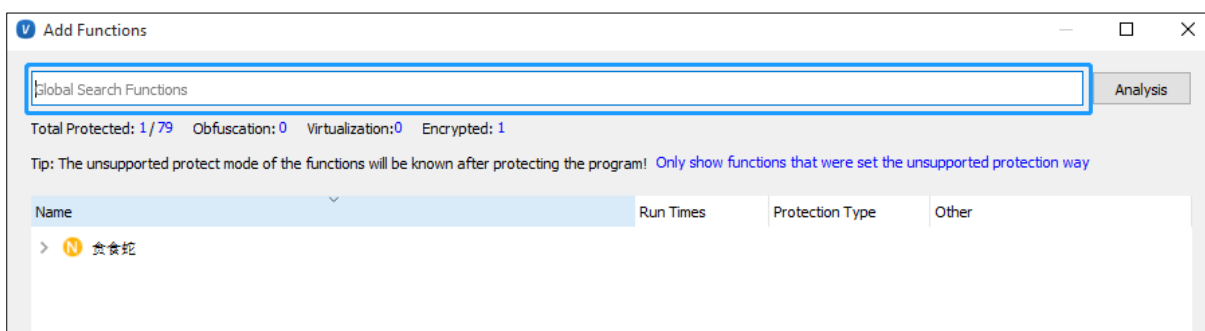 Add Functions
Global Search Functions
Analysis
Total Protected: 1/79 Obfuscation: 0 Virtualization:0 Encrypted: 1
Tip: The unsupported protect mode of the functions will be known after protecting the program! Only show functions that were set the unsupported protection way
Name Run Times Protection Type Other
N 贪食蛇